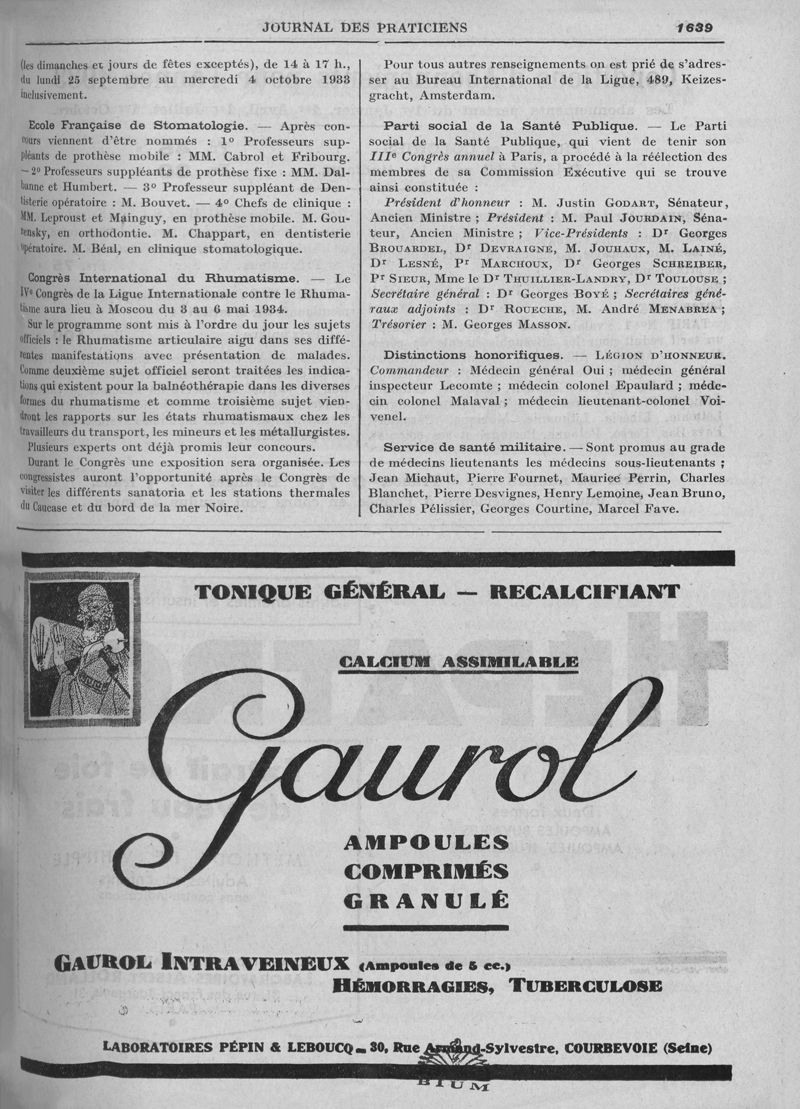 JOURNAL DES PRATICIENS 1639
(les dimanches et jours de fêtes exceptés), de 14 à 17 h.,
du lundi 25 septembre au mercredi 4 octobre 1933
inclusivement.
Ecole Française de Stomatologie. — Après con-
cours viennent d'être nommés : 1º Professeurs sup-
pléants de prothèse mobile : MM. Cabrol et Fribourg.
— 2º Professeurs suppléants de prothèse fixe : MM. Dal-
banne et Humbert. — 3º Professeur suppléant de Den-
tisterie opératoire : M. Bouvet. — 4º Chefs de clinique :
MM. Leproust et Mainguy, en prothèse mobile. M. Gou-
tensky, en orthodontie. M. Chappart, en dentisterie
opératoire. M. Béal, en clinique stomatologique.
Congrès International du Rhumatisme. — Le
IVe Congrès de la Ligue Internationale contre le Rhuma-
tisme aura lieu à Moscou du 3 au 6 mai 1934.
Sur le programme sont mis à l'ordre du jour les sujets
officiels : le Rhumatisme articulaire aigu dans ses diffé-
rentes manifestations avec présentation de malades.
Comme deuxième sujet officiel seront traitées les indica-
tions qui existent pour la balnéothérapie dans les diverses
formes du rhumatisme et comme troisième sujet vien-
dront les rapports sur les états rhumatismaux chez les
travailleurs du transport, les mineurs et les métallurgistes.
Plusieurs experts ont déjà promis leur concours.
Durant le Congrès une exposition sera organisée. Les
congressistes auront l'opportunité après le Congrès de
visiter les différents sanatoria et les stations thermales
du Caucase et du bord de la mer Noire.
Pour tous autres renseignements on est prié de s'adres-
ser au Bureau International de la Ligue, 489, Keizes-
gracht, Amsterdam.
Parti social de la Santé Publique. — Le Parti
social de la Santé Publique, qui vient de tenir son
IIIe Congrès annuel à Paris, a procédé à la réélection des
membres de sa Commission Exécutive qui se trouve
ainsi constituée :
Président d'honneur : M. Justin GODART, Sénateur,
Ancien Ministre ; Président : M. Paul JOURDAIN, Séna-
teur, Ancien Ministre ; Vice-Présidents : Dr Georges
BROUARDEL, Dr DEVRAIGNE, M. JOUHAUX, M. LAINÉ,
Dr LESNÉ, Pr MARCHOUX, Dr Georges SCHREIBER,
Pr SIEUR, Mme le Dr THUILLIER-LANDRY, Dr TOULOUSE ;
Secrétaire général : Dr Georges BOYÉ ; Secrétaires géné-
raux adjoints : Dr ROUECHE, M. André MENABREA ;
Trésorier : M. Georges MASSON.
Distinctions honorifiques. — LÉGION D'HONNEUR.
Commandeur : Médecin général Oui ; médecin général
inspecteur Lecomte ; médecin colonel Epaulard ; méde-
cin colonel Malaval ; médecin lieutenant-colonel Voi-
venel.
Service de santé militaire. — Sont promus au grade
de médecins lieutenants les médecins sous-lieutenants ;
Jean Miehaut, Pierre Fournet, Maurice Perrin, Charles
Blanchet, Pierre Desvignes, Henry Lemoine, Jean Bruno,
Charles Pélissier, Georges Courtine, Marcel Fave.
TONIQUE GÉNÉRAL — RECALCIFIANT
CALCIUM ASSIMILABLE
Gaurol
AMPOULES
COMPRIMÉS
GRANULÉ
GAUROL INTRAVEINEUX (Ampoules de 5 cc.)
HÉMORRAGIES, TUBERCULOSE
LABORATOIRES PÉPIN & LEBOUCQ — 30, Rue Armand-Sylvestre, COURBEVOIE (Seine)
BIUM